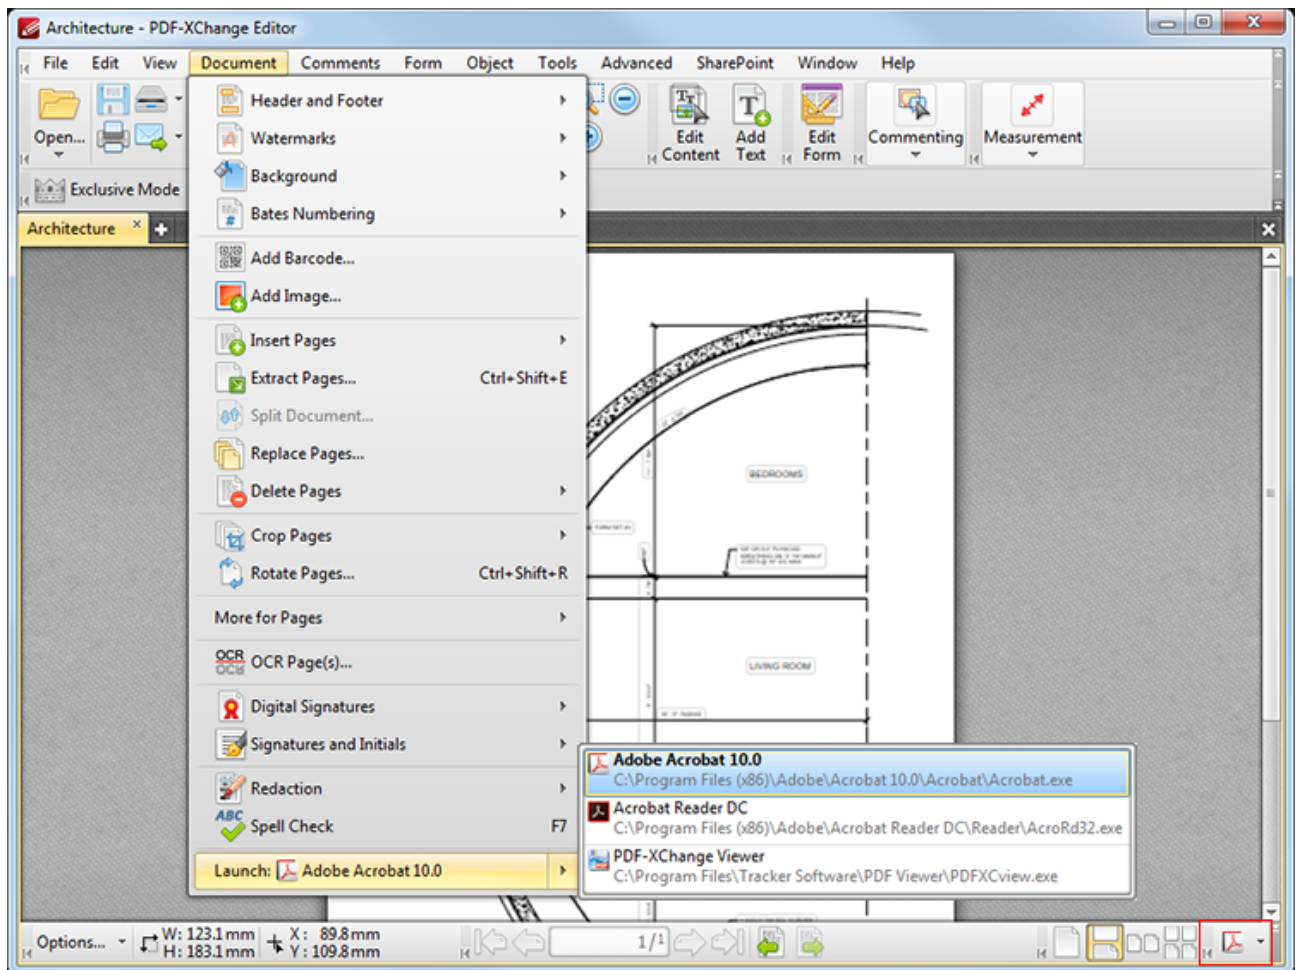 Architecture - PDF-XChange Editor
File Edit View Document Comments Form Object Tools Advanced SharePoint Window Help
Open...
Edit Content
Add Text
Edit Form
Commenting
Measurement
Exclusive Mode
Architecture
Header and Footer
Watermarks
Background
Bates Numbering
Add Barcode...
Add Image...
Insert Pages
Extract Pages... Ctrl+Shift+E
Split Document...
Replace Pages...
Delete Pages
Crop Pages
Rotate Pages... Ctrl+Shift+R
More for Pages
OCR OCR Page(s)...
Digital Signatures
Signatures and Initials
Redaction
ABC Spell Check F7
Launch: Adobe Acrobat 10.0
BEDROOMS
LIVING ROOM
Adobe Acrobat 10.0
C:\Program Files (x86)\Adobe\Acrobat 10.0\Acrobat\Acrobat.exe
Acrobat Reader DC
C:\Program Files (x86)\Adobe\Acrobat Reader DC\Reader\AcroRd32.exe
PDF-XChange Viewer
C:\Program Files\Tracker Software\PDF Viewer\PDFXCview.exe
Options... W: 123.1 mm X: 89.8 mm 1/1
H: 183.1 mm Y: 109.8 mm